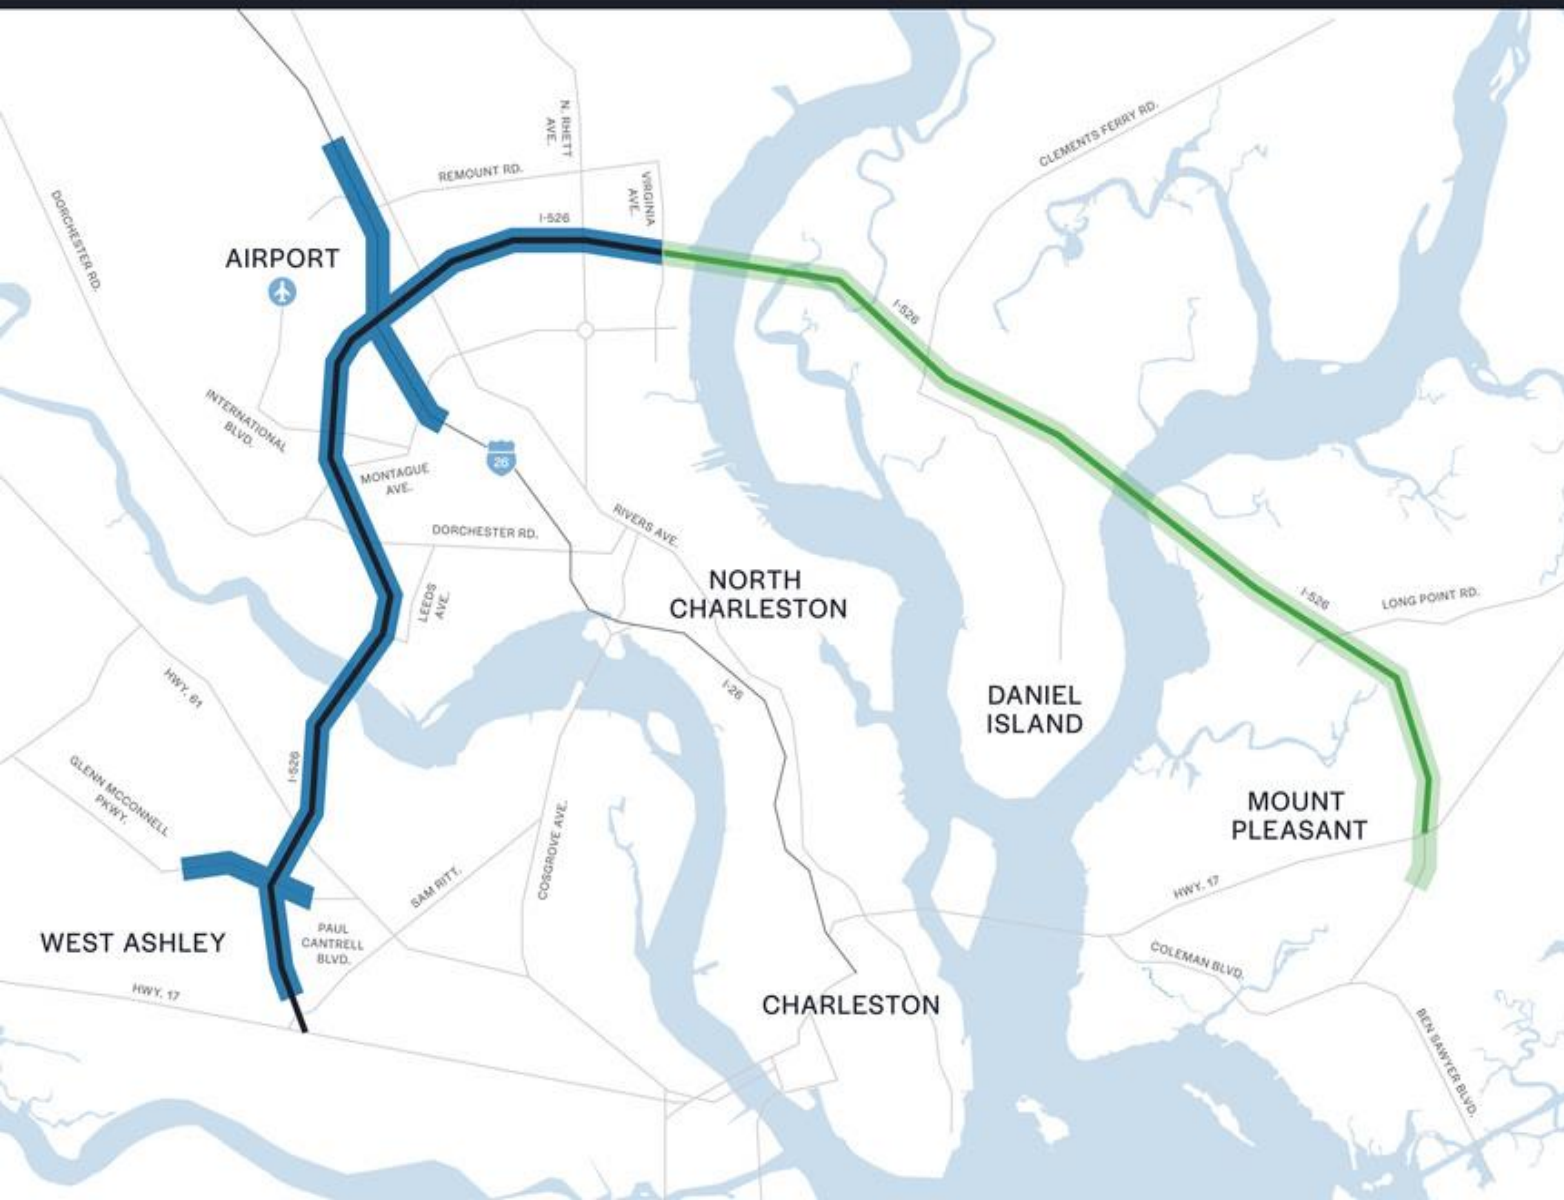 N. RHETT
AVE.
CLEMENTS FERRY RD.
REMOUNT RD.
VIRGINIA
AVE.
DORCHESTER RD.
I-526
AIRPORT
I-526
INTERNATIONAL
BLVD.
26
MONTAGUE
AVE.
DORCHESTER RD.
RIVERS AVE.
NORTH
CHARLESTON
LEEDS
AVE.
I-526
LONG POINT RD.
HWY. 61
I-26
DANIEL
ISLAND
I-526
GLENN MCCONNELL
PKWY.
MOUNT
PLEASANT
COSGROVE AVE.
SAM RITT.
HWY. 17
WEST ASHLEY
PAUL
CANTRELL
BLVD.
COLEMAN BLVD.
HWY. 17
CHARLESTON
BEN SAWYER BLVD.